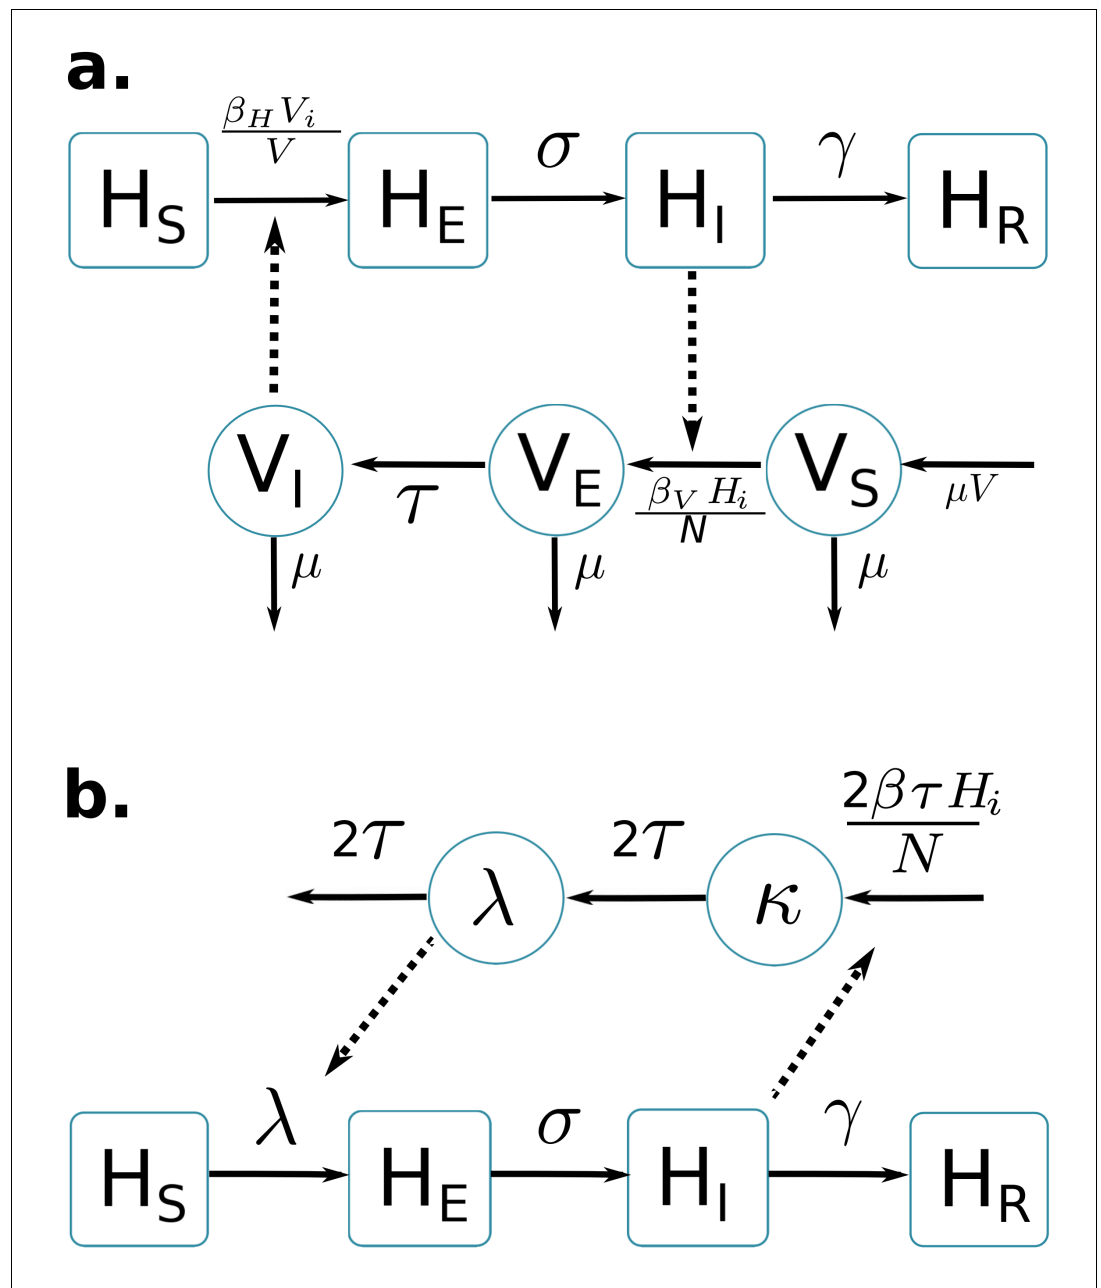 a.
β_H V_i / V
σ
γ
H_S
H_E
H_I
H_R
V_I
V_E
V_S
τ
β_V H_i / N
μV
μ
μ
μ
b.
2τ
2τ
2βτH_i / N
λ
κ
λ
σ
γ
H_S
H_E
H_I
H_R